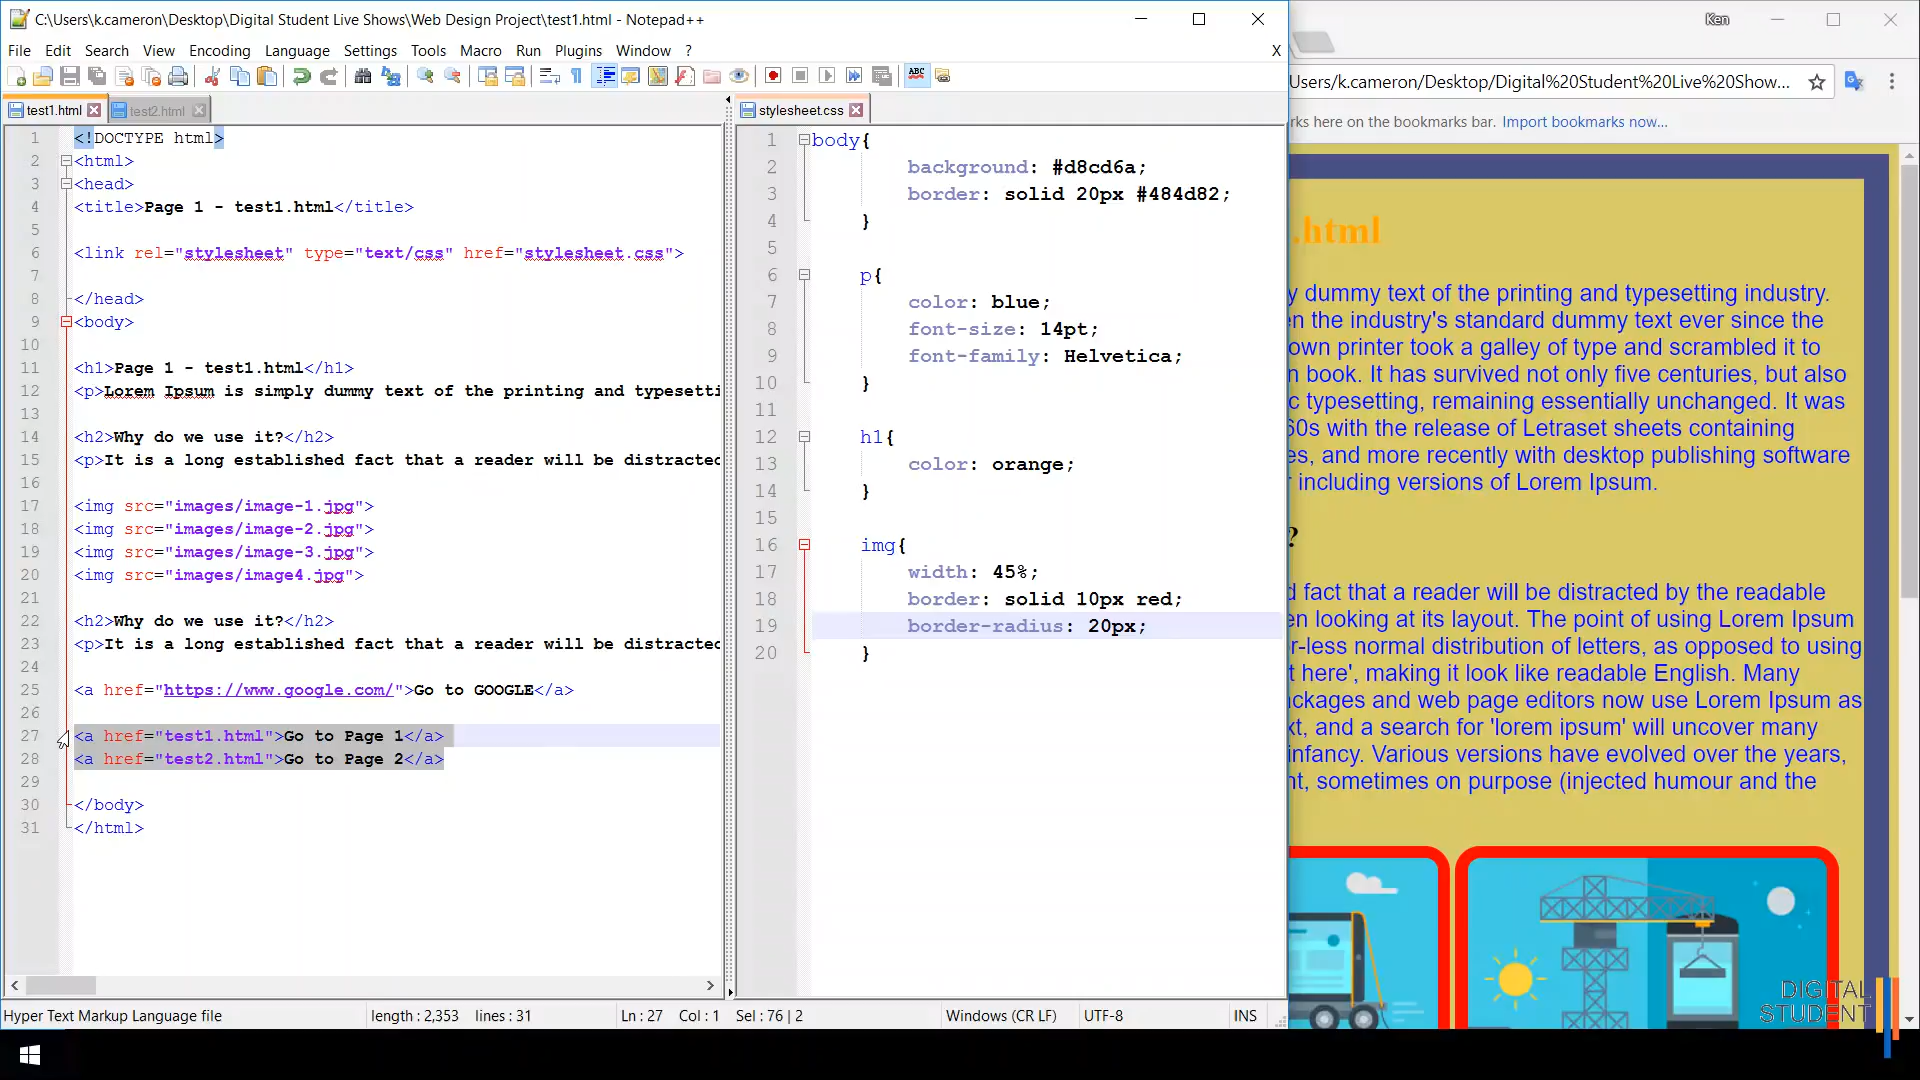 C:\Users\k.cameron\Desktop\Digital Student Live Shows\Web Design Project\test1.html - Notepad++
File Edit Search View Encoding Language Settings Tools Macro Run Plugins Window ? X
test1.html test2.html
1 <!DOCTYPE html>
2 <html>
3 <head>
4 <title>Page 1 - test1.html</title>
5
6 <link rel="stylesheet" type="text/css" href="stylesheet.css">
7
8 </head>
9 <body>
10
11 <h1>Page 1 - test1.html</h1>
12 <p>Lorem Ipsum is simply dummy text of the printing and typesetti
13
14 <h2>Why do we use it?</h2>
15 <p>It is a long established fact that a reader will be distracted
16
17 <img src="images/image-1.jpg">
18 <img src="images/image-2.jpg">
19 <img src="images/image-3.jpg">
20 <img src="images/image4.jpg">
21
22 <h2>Why do we use it?</h2>
23 <p>It is a long established fact that a reader will be distracted
24
25 <a href="https://www.google.com/">Go to GOOGLE</a>
26
27 <a href="test1.html">Go to Page 1</a>
28 <a href="test2.html">Go to Page 2</a>
29
30 </body>
31 </html>
stylesheet.css
1 body{
2 background: #d8cd6a;
3 border: solid 20px #484d82;
4 }
5
6 p{
7 color: blue;
8 font-size: 14pt;
9 font-family: Helvetica;
10 }
11
12 h1{
13 color: orange;
14 }
15
16 img{
17 width: 45%;
18 border: solid 10px red;
19 border-radius: 20px;
20 }
Hyper Text Markup Language file length : 2,353 lines : 31 Ln : 27 Col : 1 Sel : 76 | 2 Windows (CR LF) UTF-8 INS
Ken
Users/k.cameron/Desktop/Digital%20Student%20Live%20Show...
rks here on the bookmarks bar. Import bookmarks now...
.html
y dummy text of the printing and typesetting industry.
en the industry's standard dummy text ever since the
own printer took a galley of type and scrambled it to
n book. It has survived not only five centuries, but also
c typesetting, remaining essentially unchanged. It was
60s with the release of Letraset sheets containing
es, and more recently with desktop publishing software
r including versions of Lorem Ipsum.
?
d fact that a reader will be distracted by the readable
en looking at its layout. The point of using Lorem Ipsum
or-less normal distribution of letters, as opposed to using
t here', making it look like readable English. Many
ackages and web page editors now use Lorem Ipsum as
xt, and a search for 'lorem ipsum' will uncover many
infancy. Various versions have evolved over the years,
nt, sometimes on purpose (injected humour and the
DIGITAL
STUDENT
ABC